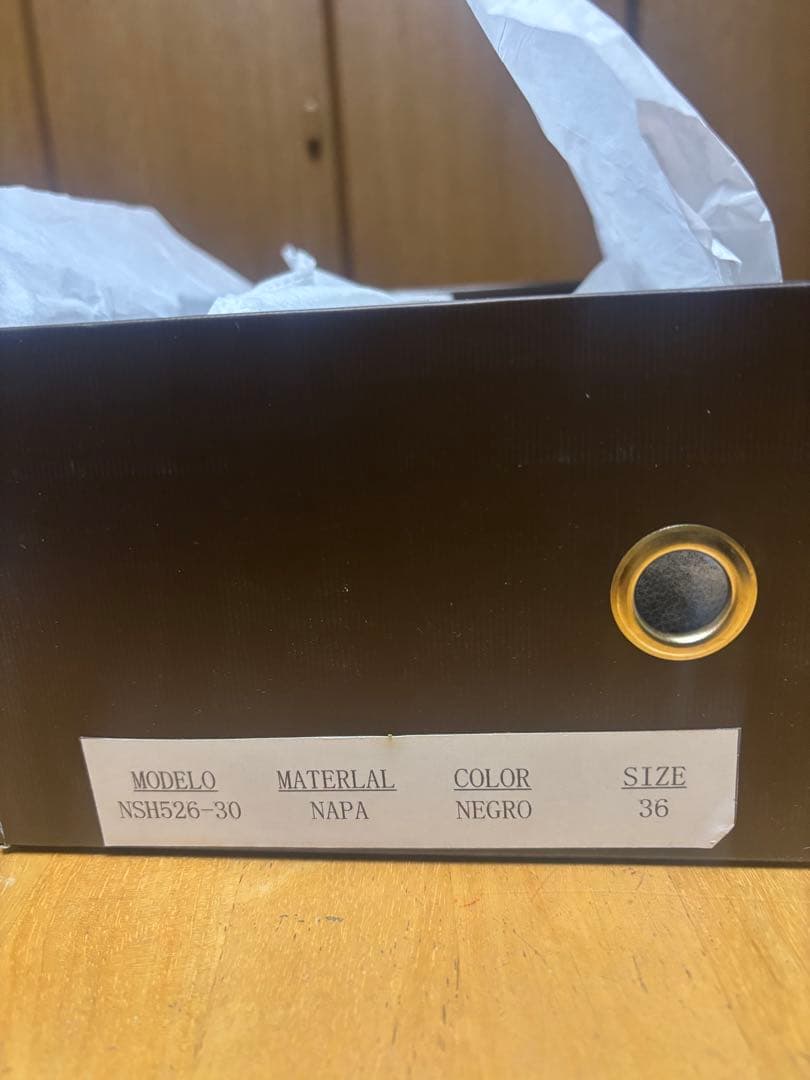 MODELO MATERLAL COLOR SIZE
NSH526-30 NAPA NEGRO 36